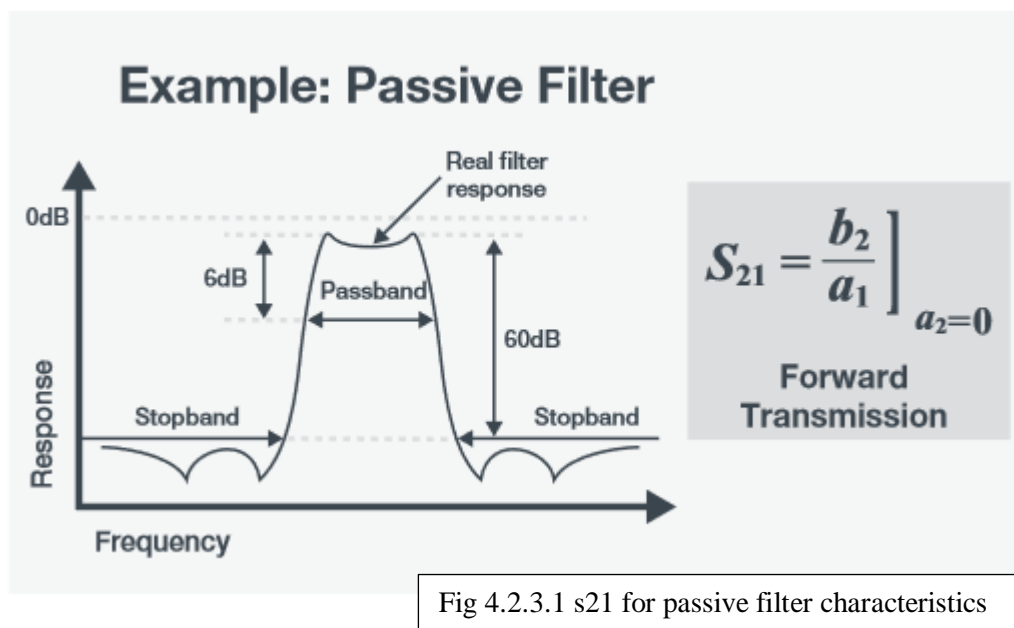 Example: Passive Filter
Real filter
response
0dB
6dB
Passband
60dB
Stopband
Stopband
Response
Frequency
S21 = b2/a1 ] a2=0
Forward
Transmission
Fig 4.2.3.1 s21 for passive filter characteristics